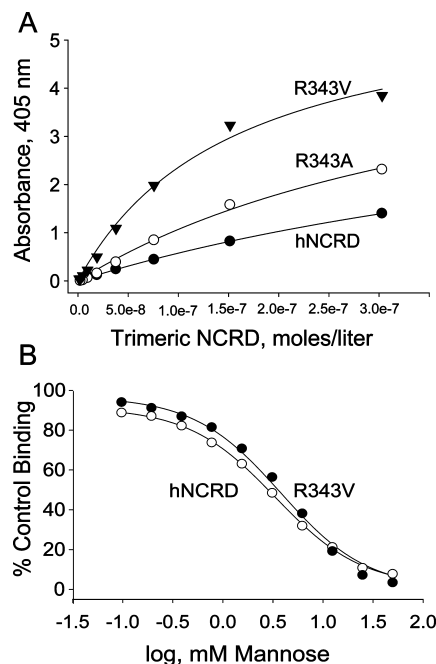 A
Absorbance, 405 nm
5
4
3
2
1
0
R343V
R343A
hNCRD
0.0 5.0e-8 1.0e-7 1.5e-7 2.0e-7 2.5e-7 3.0e-7
Trimeric NCRD, moles/liter
B
% Control Binding
100
80
60
40
20
0
hNCRD R343V
-1.5 -1.0 -0.5 0.0 0.5 1.0 1.5 2.0
log, mM Mannose